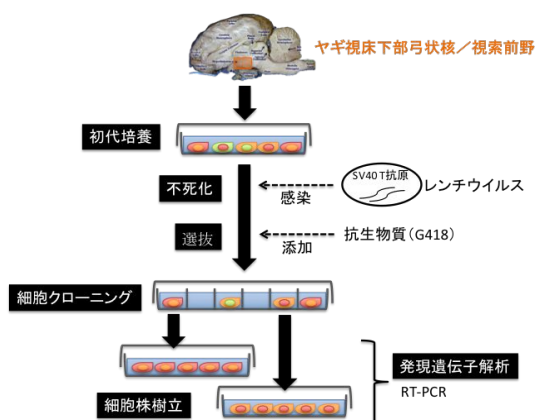 ヤギ視床下部弓状核／視索前野
初代培養
不死化
感染
SV40 T抗原
レンチウイルス
選抜
添加
抗生物質(G418)
細胞クローニング
細胞株樹立
発現遺伝子解析
RT-PCR